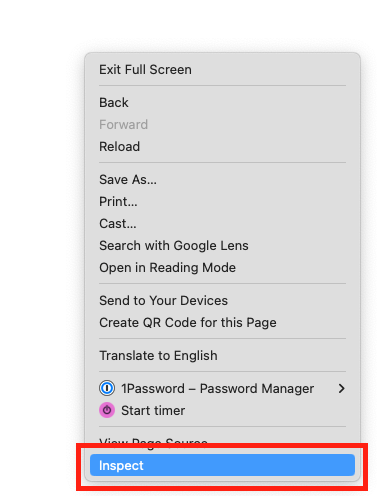 Exit Full Screen
Back
Forward
Reload
Save As...
Print...
Cast...
Search with Google Lens
Open in Reading Mode
Send to Your Devices
Create QR Code for this Page
Translate to English
1Password – Password Manager
Start timer
View Page Source
Inspect